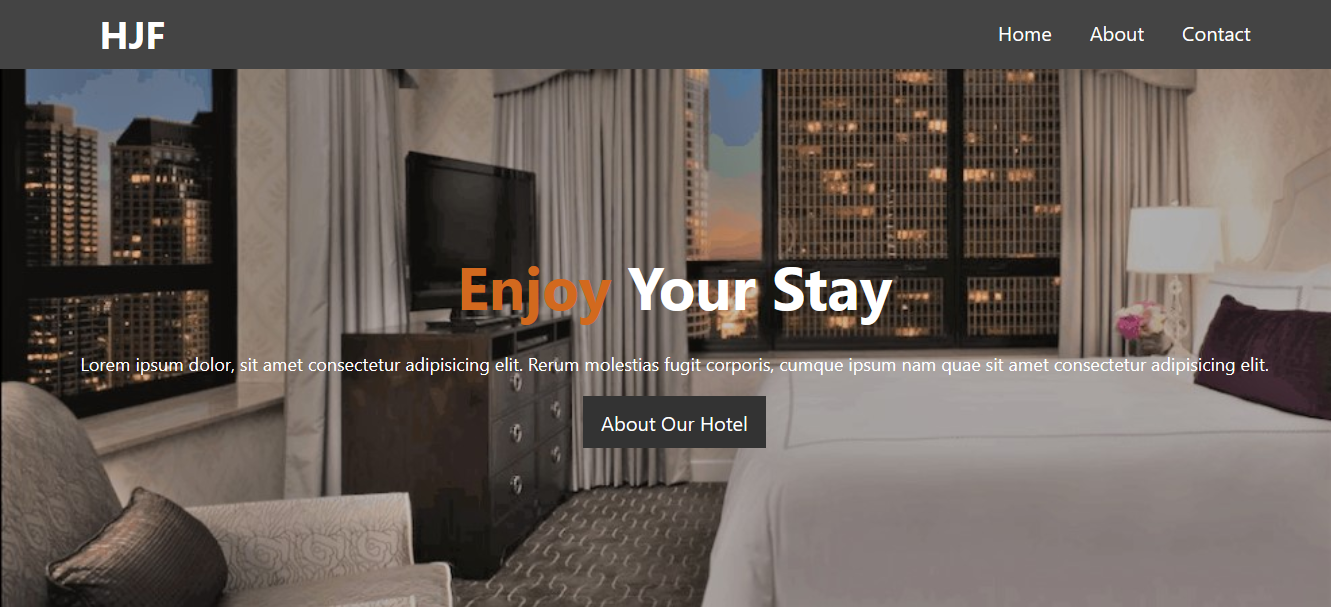 HJF
Home About Contact
Enjoy Your Stay
Lorem ipsum dolor, sit amet consectetur adipisicing elit. Rerum molestias fugit corporis, cumque ipsum nam quae sit amet consectetur adipisicing elit.
About Our Hotel